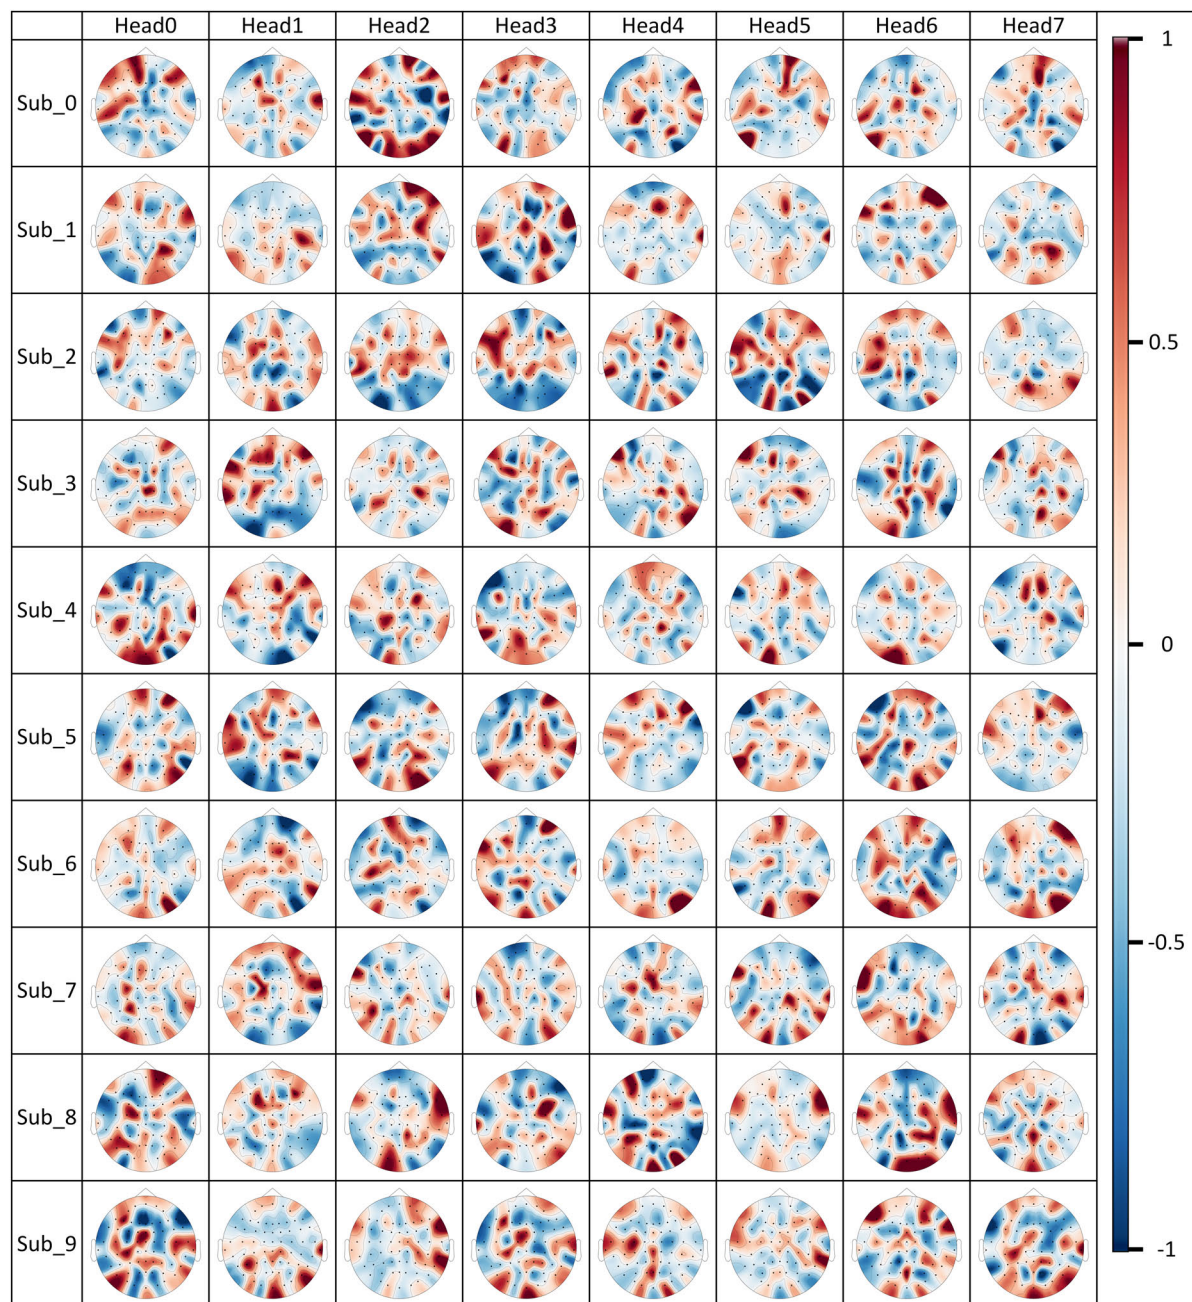 Head0 Head1 Head2 Head3 Head4 Head5 Head6 Head7
1
Sub_0
Sub_1
0.5
Sub_2
Sub_3
0
Sub_4
Sub_5
Sub_6
-0.5
Sub_7
Sub_8
Sub_9
-1